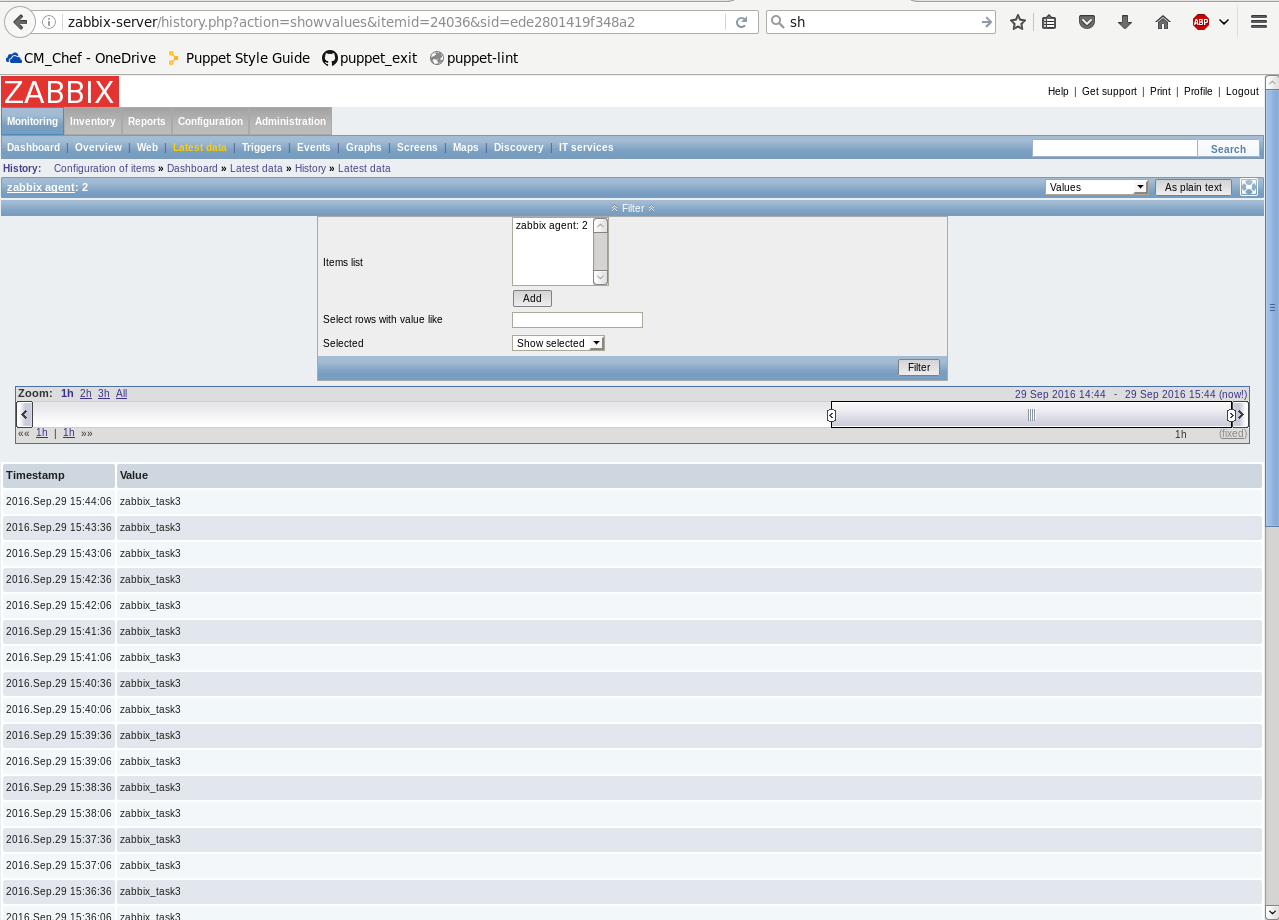 zabbix-server/history.php?action=showvalues&itemid=24036&sid=ede2801419f348a2 sh ABP
CM_Chef - OneDrive Puppet Style Guide puppet_exit puppet-lint
ZABBIX
Help | Get support | Print | Profile | Logout
Monitoring Inventory Reports Configuration Administration
Dashboard | Overview | Web | Latest data | Triggers | Events | Graphs | Screens | Maps | Discovery | IT services Search
History: Configuration of items » Dashboard » Latest data » History » Latest data
zabbix agent: 2 Values As plain text
Filter
Items list zabbix agent: 2
Add
Select rows with value like
Selected Show selected
Filter
Zoom: 1h 2h 3h All 29 Sep 2016 14:44 - 29 Sep 2016 15:44 (now!)
«« 1h | 1h »» 1h (fixed)
Timestamp Value
2016.Sep.29 15:44:06 zabbix_task3
2016.Sep.29 15:43:36 zabbix_task3
2016.Sep.29 15:43:06 zabbix_task3
2016.Sep.29 15:42:36 zabbix_task3
2016.Sep.29 15:42:06 zabbix_task3
2016.Sep.29 15:41:36 zabbix_task3
2016.Sep.29 15:41:06 zabbix_task3
2016.Sep.29 15:40:36 zabbix_task3
2016.Sep.29 15:40:06 zabbix_task3
2016.Sep.29 15:39:36 zabbix_task3
2016.Sep.29 15:39:06 zabbix_task3
2016.Sep.29 15:38:36 zabbix_task3
2016.Sep.29 15:38:06 zabbix_task3
2016.Sep.29 15:37:36 zabbix_task3
2016.Sep.29 15:37:06 zabbix_task3
2016.Sep.29 15:36:36 zabbix_task3
2016.Sep.29 15:36:06 zabbix_task3